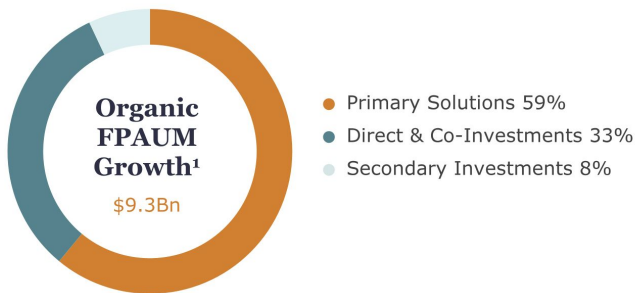 Organic
FPAUM
Growth¹
$9.3Bn
Primary Solutions 59%
Direct & Co-Investments 33%
Secondary Investments 8%